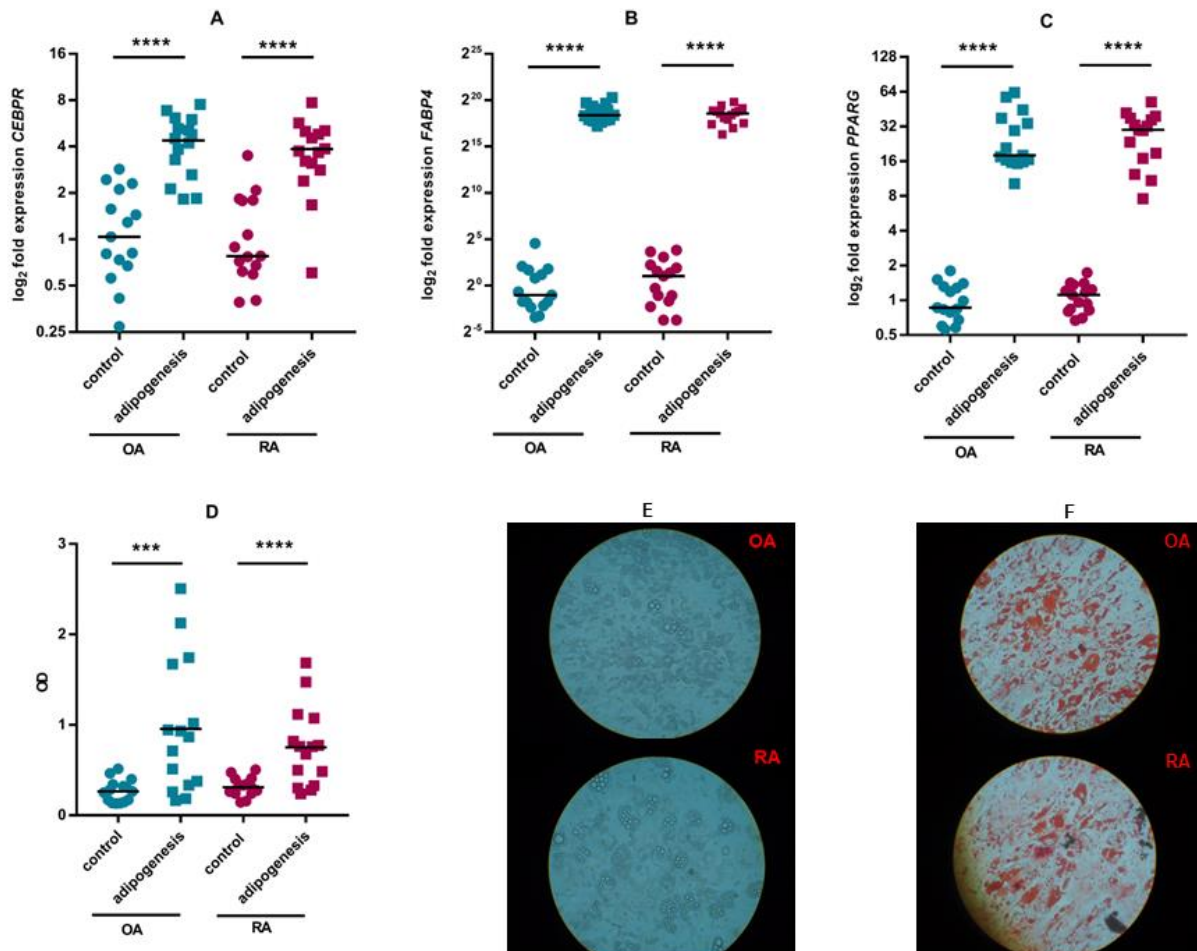 A
log2 fold expression CEBPR
16
8
4
2
1
0.5
0.25
****
****
control
adipogenesis
control
adipogenesis
OA
RA
B
log2 fold expression FABP4
2^25
2^20
2^15
2^10
2^5
2^0
2^-5
****
****
control
adipogenesis
control
adipogenesis
OA
RA
C
log2 fold expression PPARG
128
64
32
16
8
2
1
0.5
****
****
control
adipogenesis
control
adipogenesis
OA
RA
D
OD
3
2
1
0
***
****
control
adipogenesis
control
adipogenesis
OA
RA
E
OA
RA
F
OA
RA